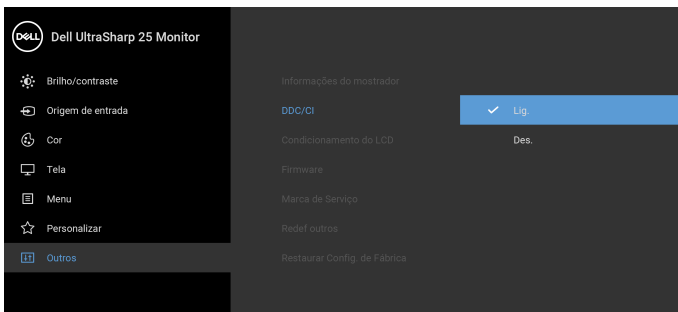 DELL
Dell UltraSharp 25 Monitor
Brilho/contraste
Origem de entrada
Cor
Tela
Menu
Personalizar
Outros
Informações do mostrador
DDC/CI
Condicionamento do LCD
Firmware
Marca de Serviço
Redef outros
Restaurar Config. de Fábrica
Lig.
Des.